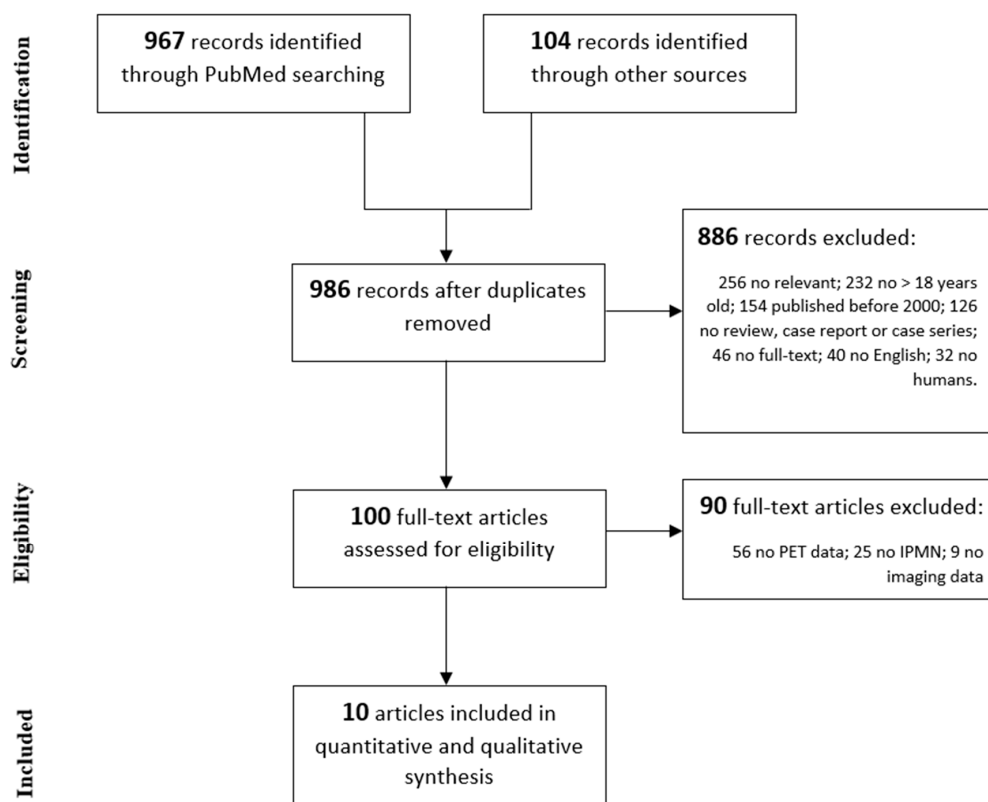 Identification
967 records identified
through PubMed searching
104 records identified
through other sources
Screening
986 records after duplicates
removed
886 records excluded:
256 no relevant; 232 no > 18 years
old; 154 published before 2000; 126
no review, case report or case series;
46 no full-text; 40 no English; 32 no
humans.
Eligibility
100 full-text articles
assessed for eligibility
90 full-text articles excluded:
56 no PET data; 25 no IPMN; 9 no
imaging data
Included
10 articles included in
quantitative and qualitative
synthesis